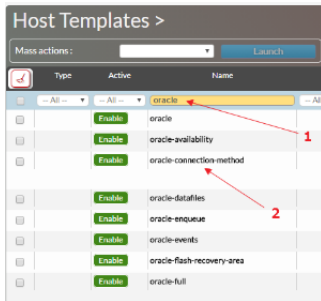 Host Templates >
Mass actions : Launch
Type Active Name
-- All -- -- All -- oracle -- All
1
Enable oracle
Enable oracle-availability
Enable oracle-connection-method
2
Enable oracle-datafiles
Enable oracle-enqueue
Enable oracle-events
Enable oracle-flash-recovery-area
Enable oracle-full